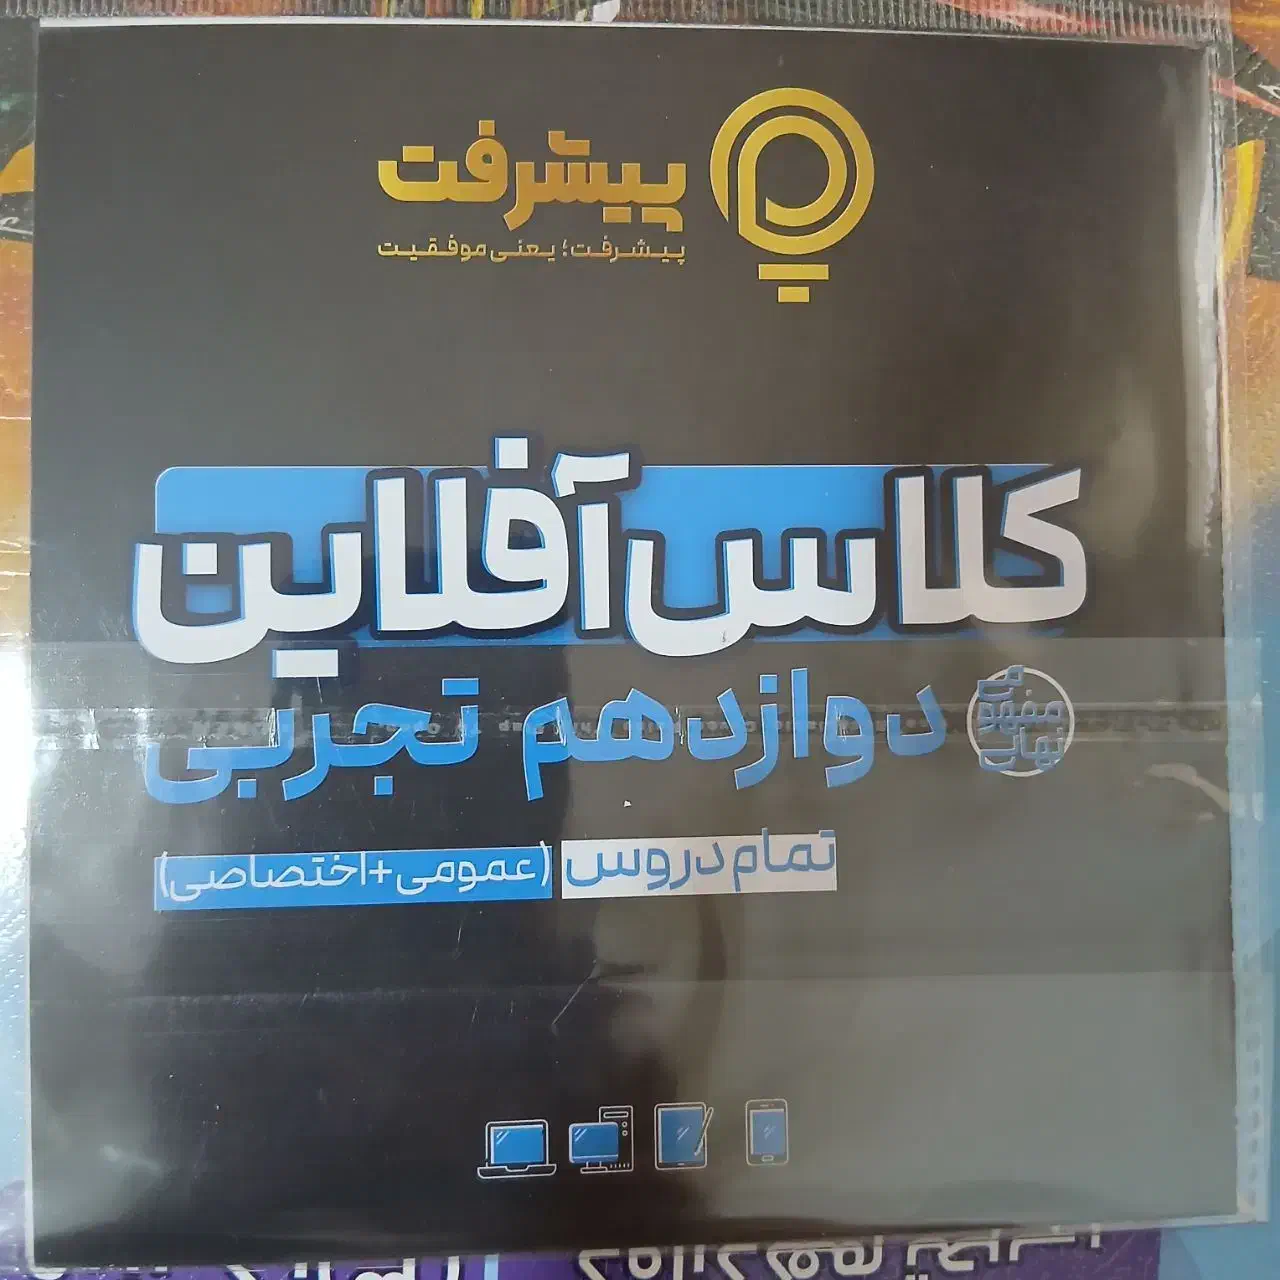 پیشرفت
پیشرفت؛ یعنی موفقیت
کلاس آفلاین
دوازدهم تجربی
تمام دروس (عمومی+اختصاصی)